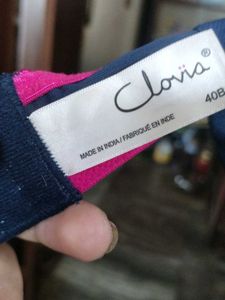 Clovia®
40B
MADE IN INDIA / FABRIQUÉ EN INDE